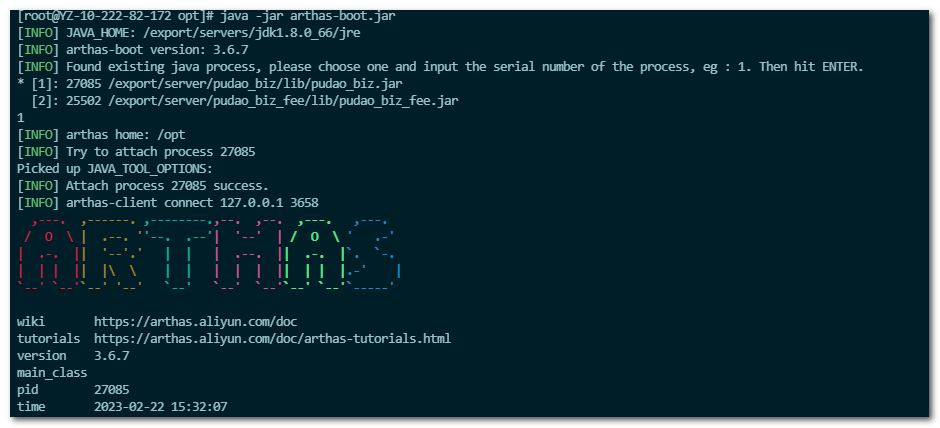 [root@YZ-10-222-82-172 opt]# java -jar arthas-boot.jar
[INFO] JAVA_HOME: /export/servers/jdk1.8.0_66/jre
[INFO] arthas-boot version: 3.6.7
[INFO] Found existing java process, please choose one and input the serial number of the process, eg : 1. Then hit ENTER.
* [1]: 27085 /export/server/pudao_biz/lib/pudao_biz.jar
  [2]: 25502 /export/server/pudao_biz_fee/lib/pudao_biz_fee.jar
1
[INFO] arthas home: /opt
[INFO] Try to attach process 27085
Picked up JAVA_TOOL_OPTIONS:
[INFO] Attach process 27085 success.
[INFO] arthas-client connect 127.0.0.1 3658
ARTHAS
wiki       https://arthas.aliyun.com/doc
tutorials  https://arthas.aliyun.com/doc/arthas-tutorials.html
version    3.6.7
main_class
pid        27085
time       2023-02-22 15:32:07